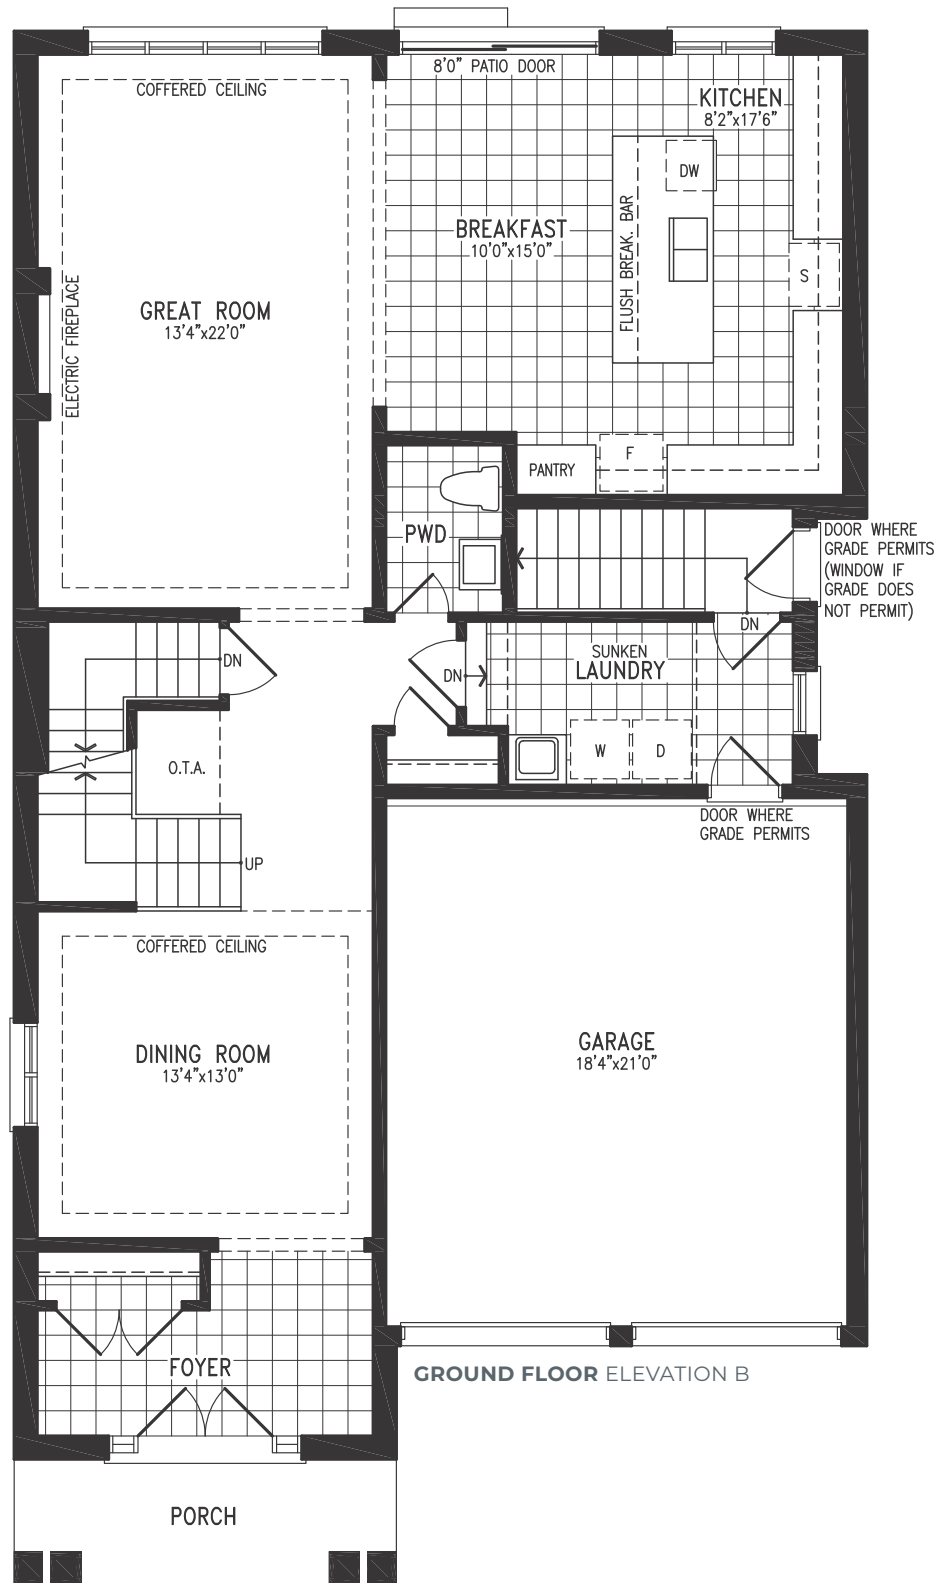 8'0" PATIO DOOR
COFFERED CEILING
KITCHEN
8'2"x17'6"
DW
BREAKFAST
10'0"x15'0"
FLUSH BREAK. BAR
S
ELECTRIC FIREPLACE
GREAT ROOM
13'4"x22'0"
F
PANTRY
PWD
DOOR WHERE
GRADE PERMITS
(WINDOW IF
GRADE DOES
NOT PERMIT)
DN
DN
SUNKEN
LAUNDRY
DN
W
D
O.T.A.
DOOR WHERE
GRADE PERMITS
UP
COFFERED CEILING
DINING ROOM
13'4"x13'0"
GARAGE
18'4"x21'0"
FOYER
GROUND FLOOR ELEVATION B
PORCH